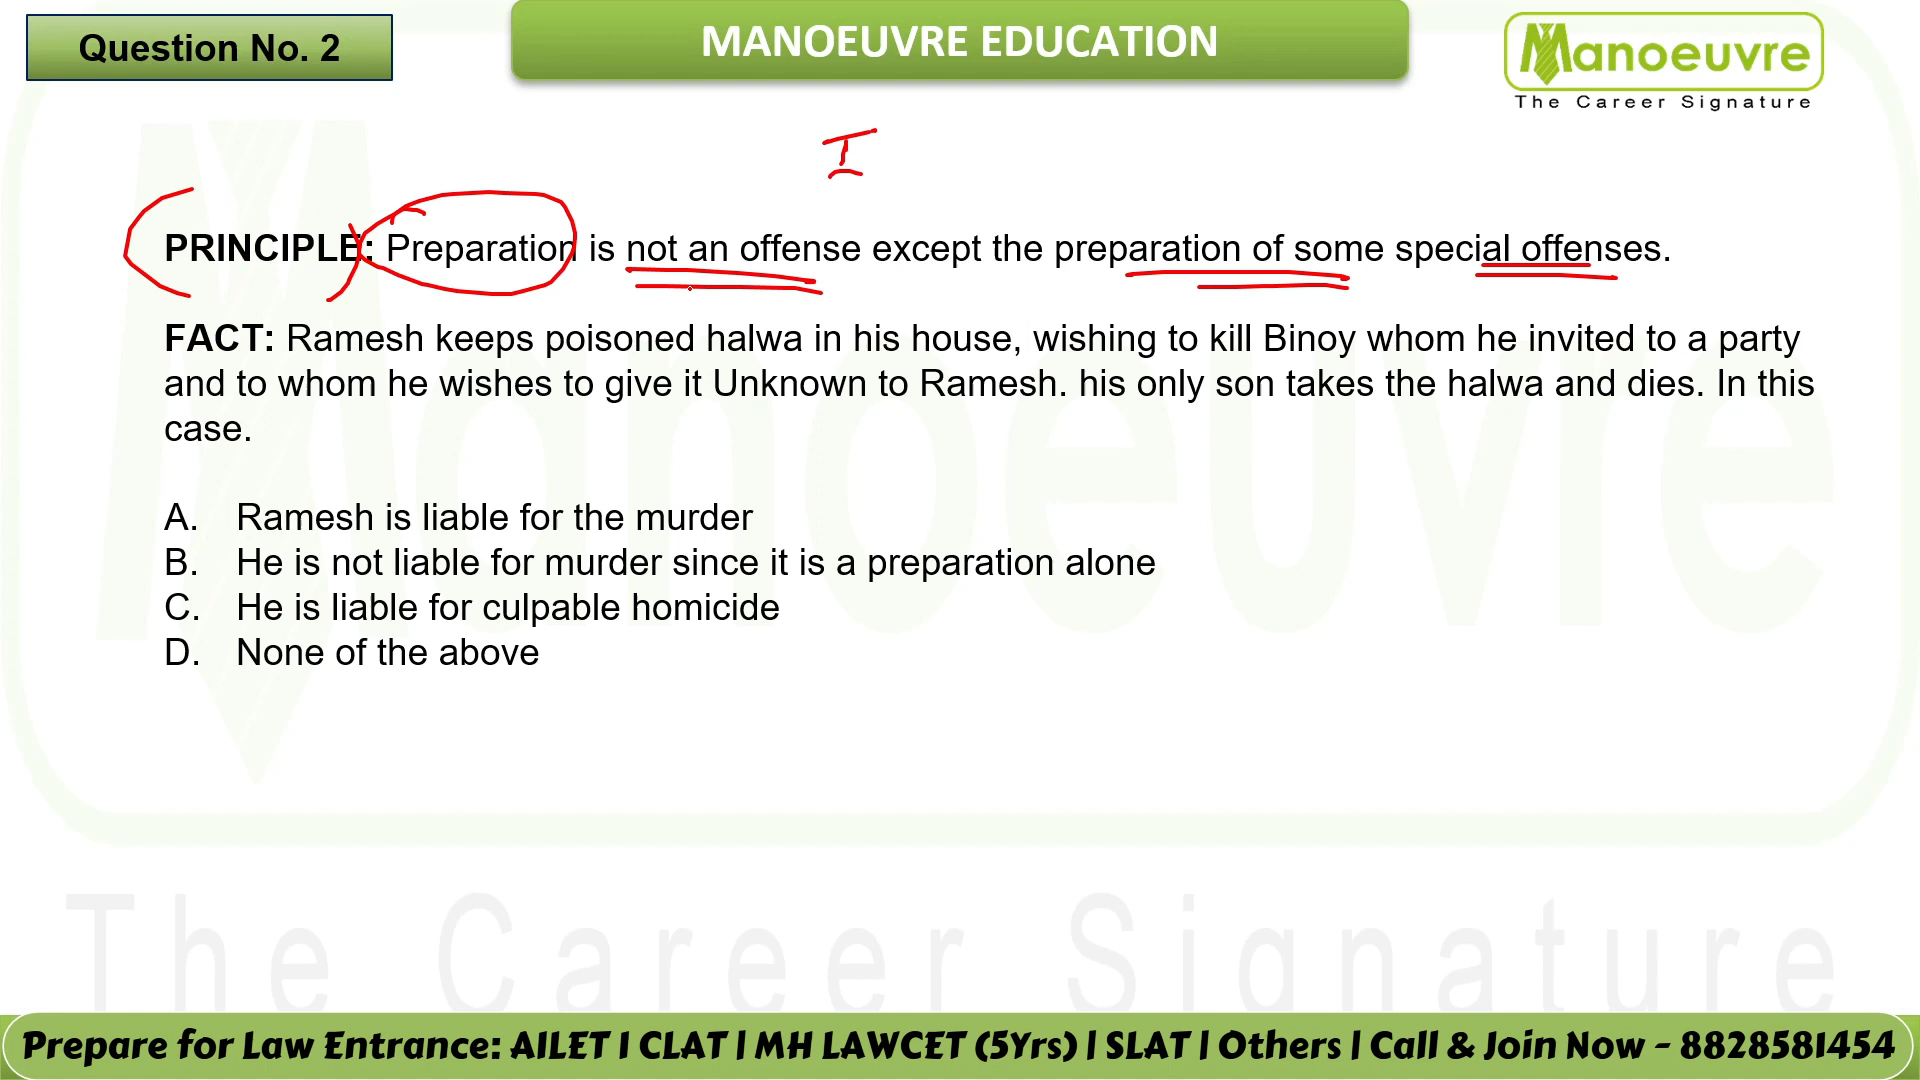 Question No. 2
MANOEUVRE EDUCATION
Manoeuvre
The Career Signature
I
PRINCIPLE: Preparation is not an offense except the preparation of some special offenses.
FACT: Ramesh keeps poisoned halwa in his house, wishing to kill Binoy whom he invited to a party
and to whom he wishes to give it Unknown to Ramesh. his only son takes the halwa and dies. In this
case.
A. Ramesh is liable for the murder
B. He is not liable for murder since it is a preparation alone
C. He is liable for culpable homicide
D. None of the above
Manoeuvre
The Career Signature
Prepare for Law Entrance: AILET I CLAT | MH LAWCET (5Yrs) | SLAT | Others | Call & Join Now - 8828581454